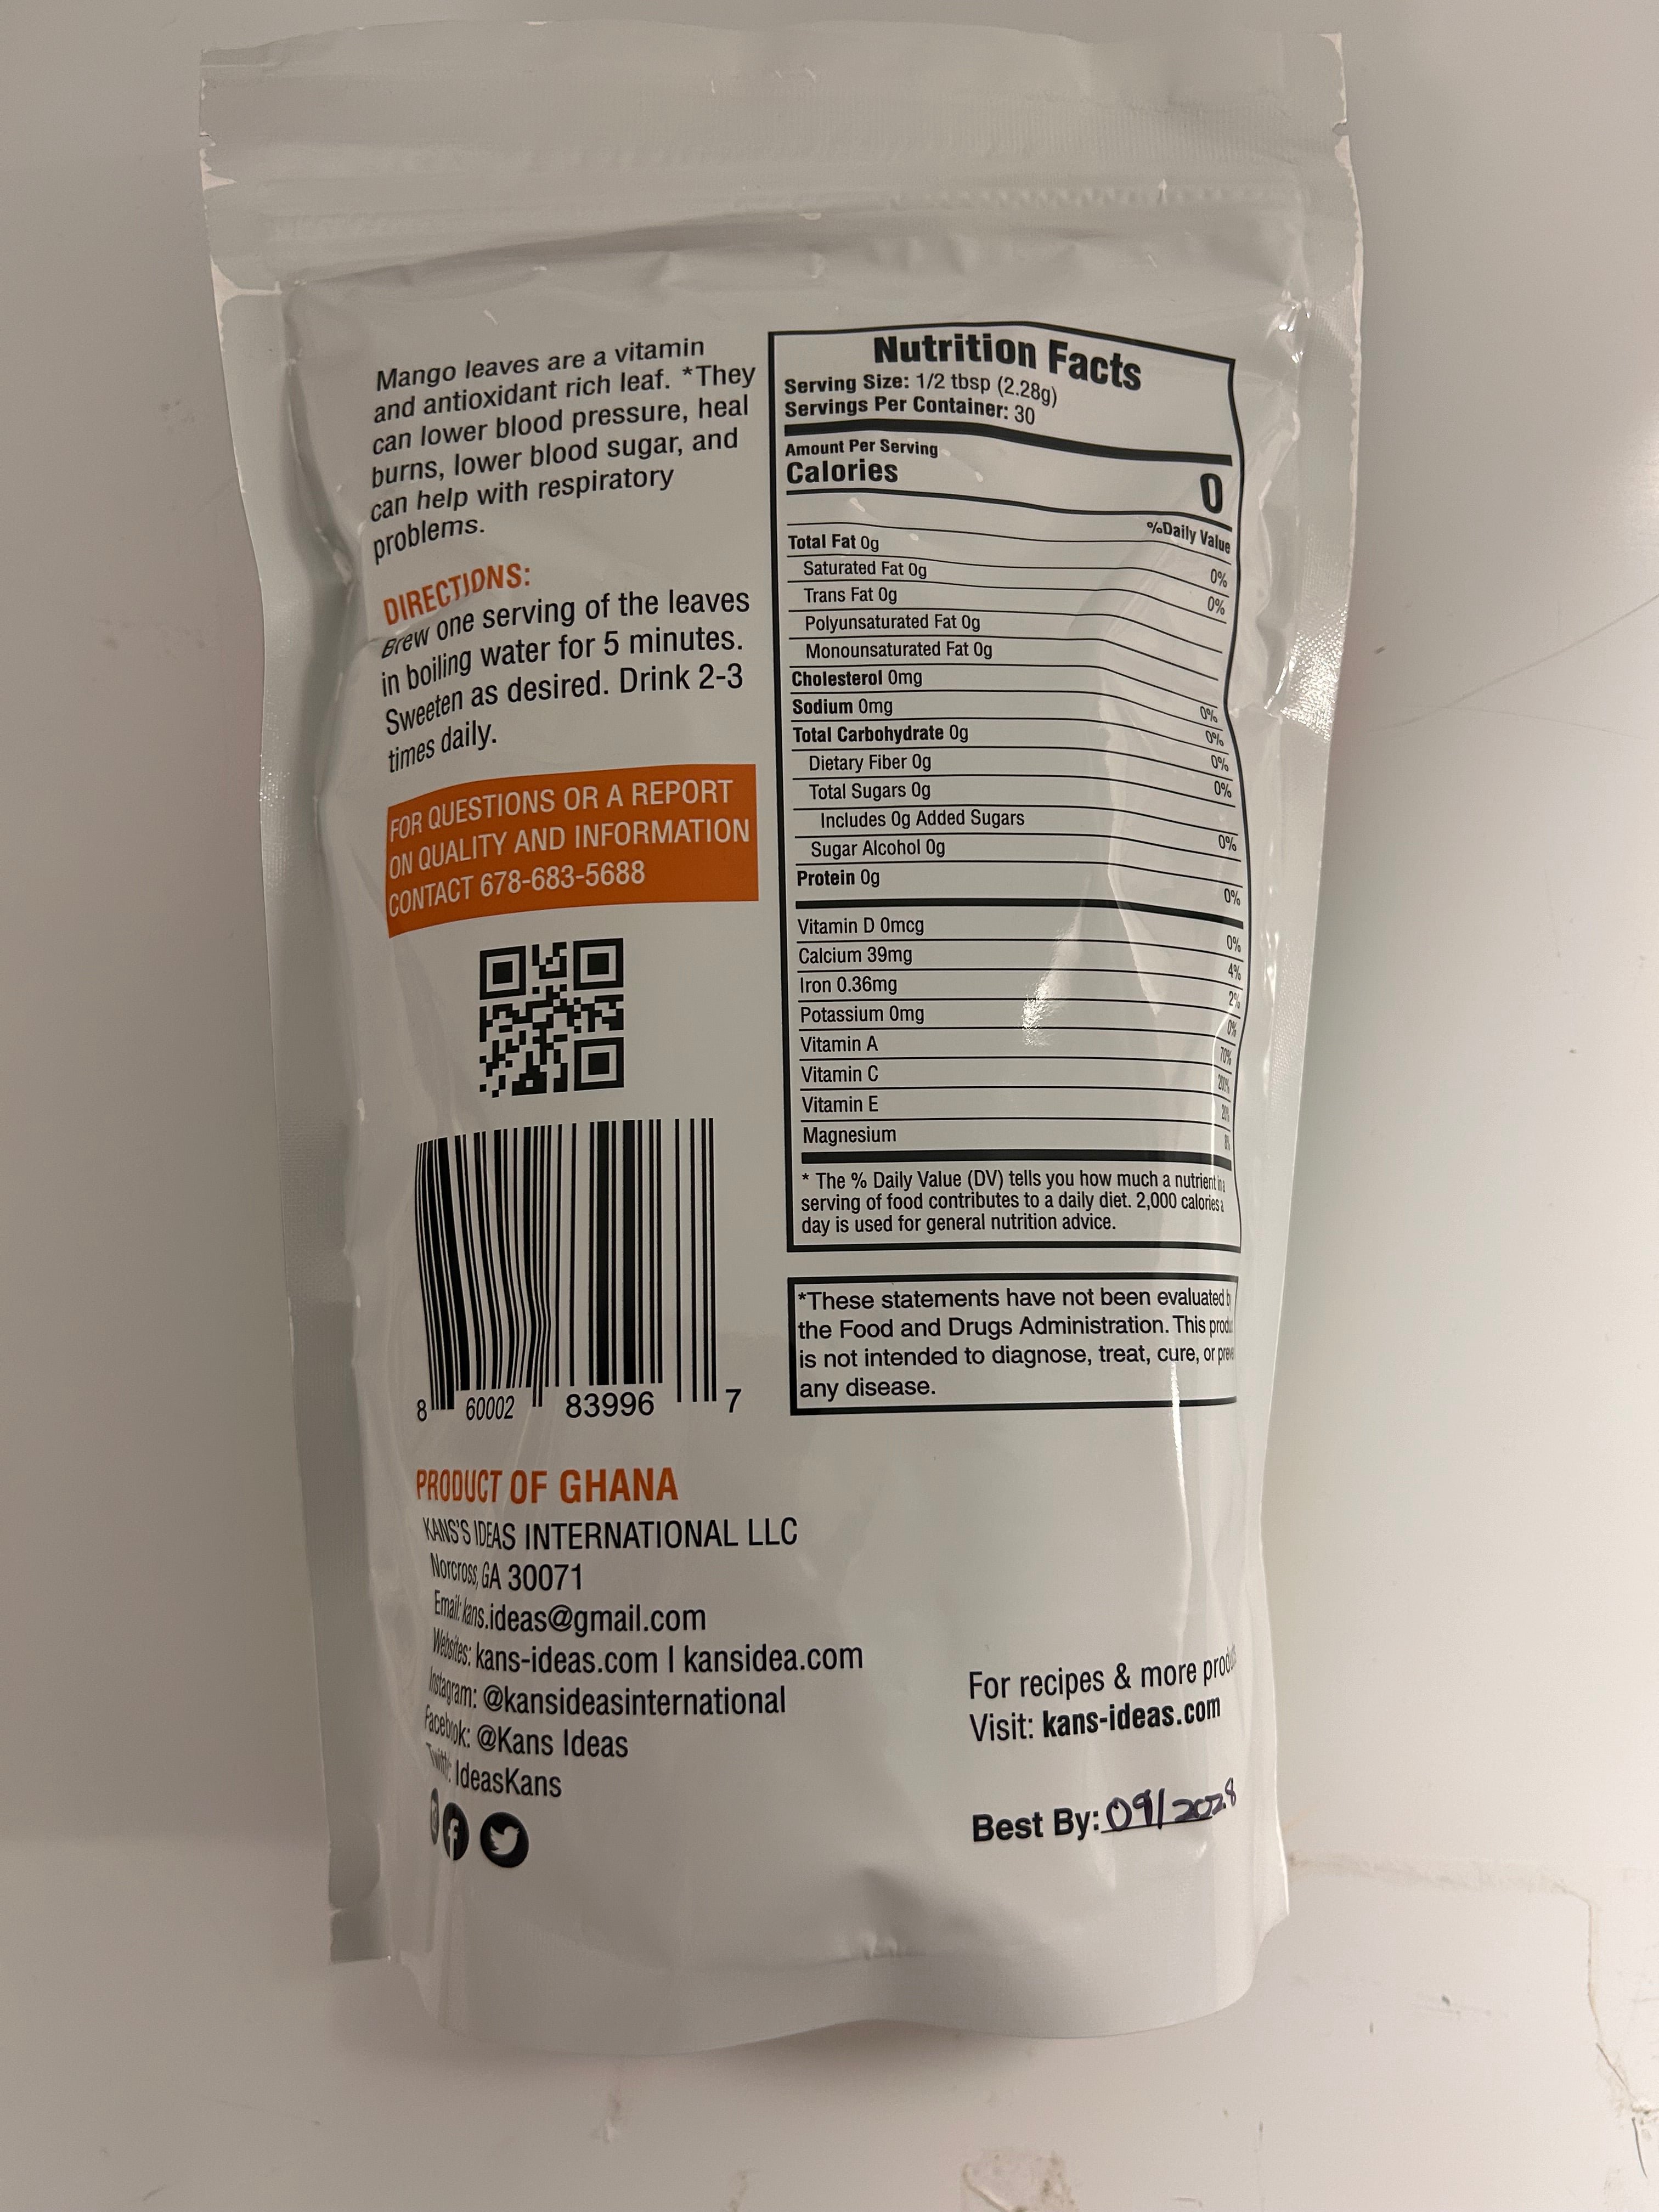 Mango leaves are a vitamin
and antioxidant rich leaf. *They
can lower blood pressure, heal
burns, lower blood sugar, and
can help with respiratory
problems.
DIRECTIONS:
Brew one serving of the leaves
in boiling water for 5 minutes.
Sweeten as desired. Drink 2-3
times daily.
FOR QUESTIONS OR A REPORT
ON QUALITY AND INFORMATION
CONTACT 678-683-5688
8 60002 83996 7
PRODUCT OF GHANA
KANS'S IDEAS INTERNATIONAL LLC
Norcross, GA 30071
Email: kans.ideas@gmail.com
Websites: kans-ideas.com I kansidea.com
Instagram: @kansideasinternational
Facebook: @Kans Ideas
IdeasKans
Nutrition Facts
Serving Size: 1/2 tbsp (2.28g)
Servings Per Container: 30
Amount Per Serving
Calories 0
%Daily Value
Total Fat 0g 0%
Saturated Fat 0g 0%
Trans Fat 0g
Polyunsaturated Fat 0g
Monounsaturated Fat 0g
Cholesterol 0mg 0%
Sodium 0mg 0%
Total Carbohydrate 0g 0%
Dietary Fiber 0g 0%
Total Sugars 0g
Includes 0g Added Sugars 0%
Sugar Alcohol 0g
Protein 0g 0%
Vitamin D 0mcg 0%
Calcium 39mg 4%
Iron 0.36mg 2%
Potassium 0mg 0%
Vitamin A 70%
Vitamin C 200%
Vitamin E 20%
Magnesium 8%
* The % Daily Value (DV) tells you how much a nutrient in a
serving of food contributes to a daily diet. 2,000 calories a
day is used for general nutrition advice.
*These statements have not been evaluated
the Food and Drugs Administration. This
is not intended to diagnose, treat, cure, or
any disease.
For recipes & more
Visit: kans-ideas.com
Best By: 09/2028